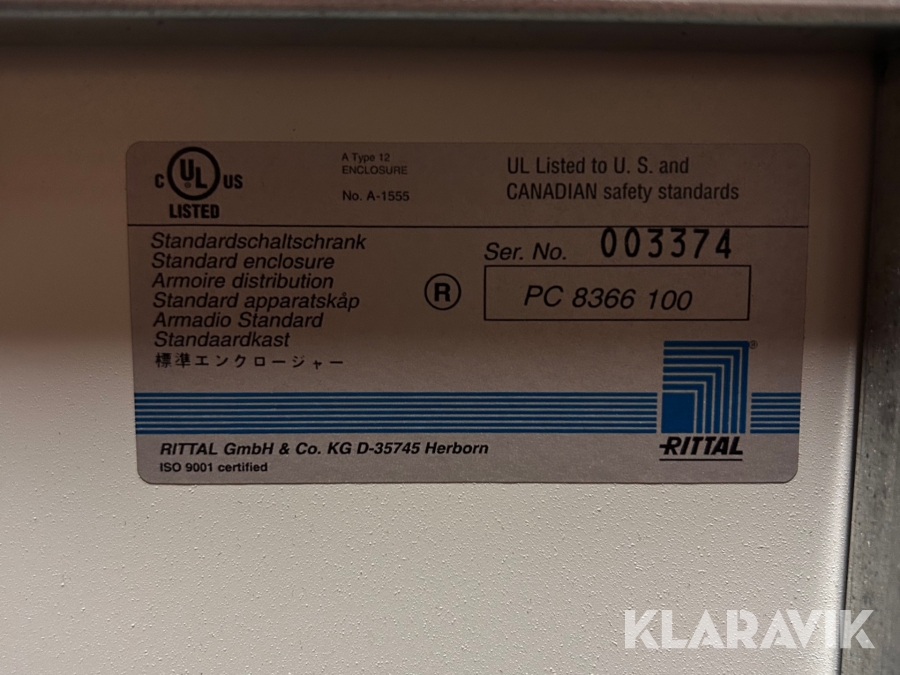 C UL US
LISTED
A Type 12
ENCLOSURE
No. A-1555
UL Listed to U. S. and
CANADIAN safety standards
Standardschaltschrank
Standard enclosure
Armoire distribution
Standard apparatskåp
Armadio Standard
Standaardkast
標準エンクロージャー
®
Ser. No. 003374
PC 8366 100
RITTAL®
RITTAL GmbH & Co. KG D-35745 Herborn
ISO 9001 certified
KLARAVIK